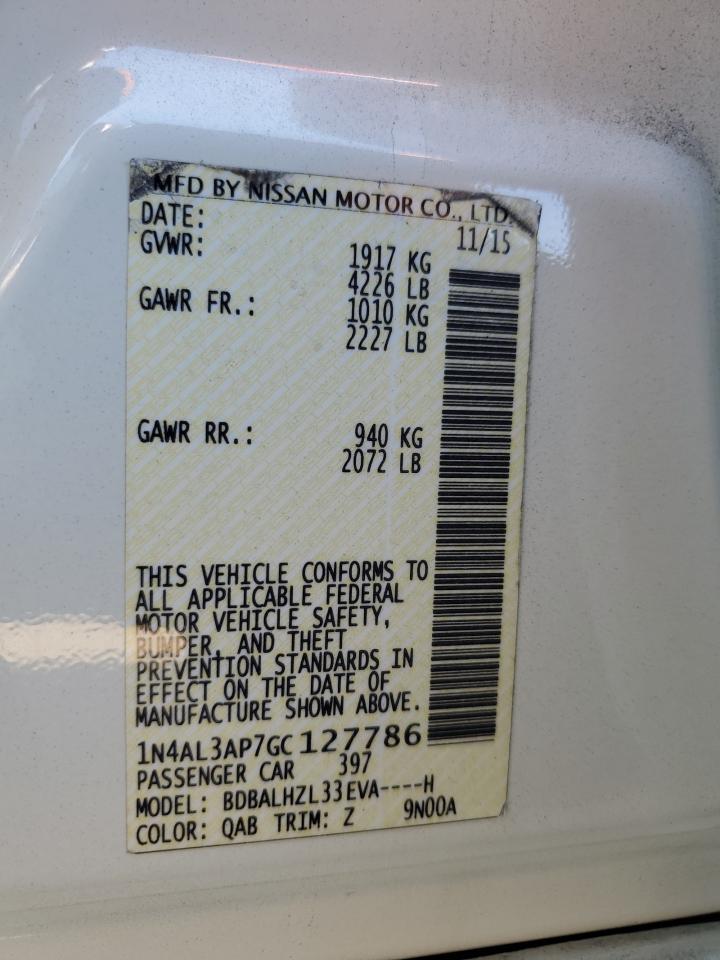 MFD BY NISSAN MOTOR CO., LTD.
DATE: 11/15
GVWR: 1917 KG
4226 LB
GAWR FR.: 1010 KG
2227 LB
GAWR RR.: 940 KG
2072 LB
THIS VEHICLE CONFORMS TO
ALL APPLICABLE FEDERAL
MOTOR VEHICLE SAFETY,
BUMPER, AND THEFT
PREVENTION STANDARDS IN
EFFECT ON THE DATE OF
MANUFACTURE SHOWN ABOVE.
1N4AL3AP7GC127786
PASSENGER CAR 397
MODEL: BDBALHZL33EVA----H
COLOR: QAB TRIM: Z 9N00A